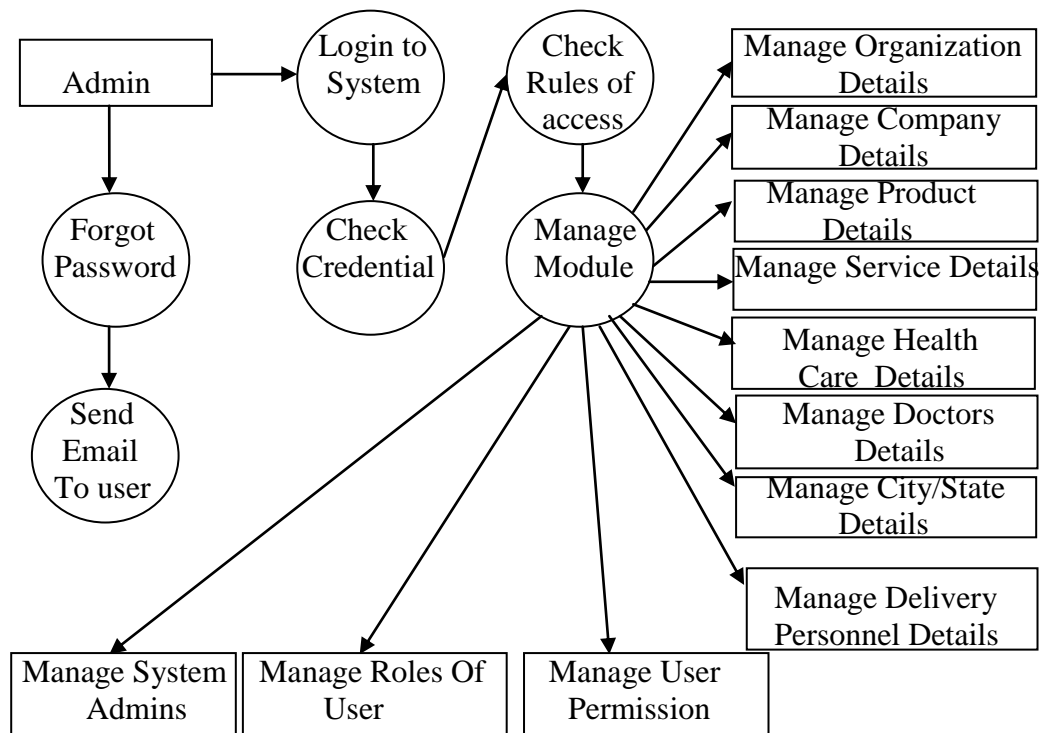 Admin
Login to
System
Check
Rules of
access
Manage Organization
Details
Manage Company
Details
Manage Product
Details
Forgot
Password
Check
Credential
Manage
Module
Manage Service Details
Manage Health
Care Details
Send
Email
To user
Manage Doctors
Details
Manage City/State
Details
Manage Delivery
Personnel Details
Manage System
Admins
Manage Roles Of
User
Manage User
Permission